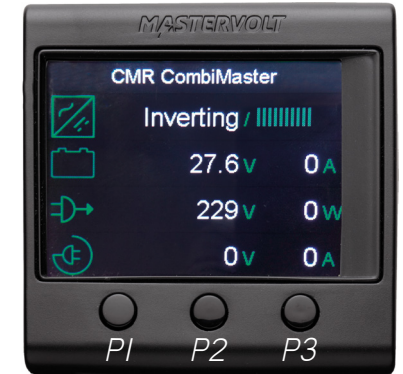 MASTERVOLT
CMR CombiMaster
Inverting /
27.6 V 0 A
229 V 0 W
0 V 0 A
P1 P2 P3